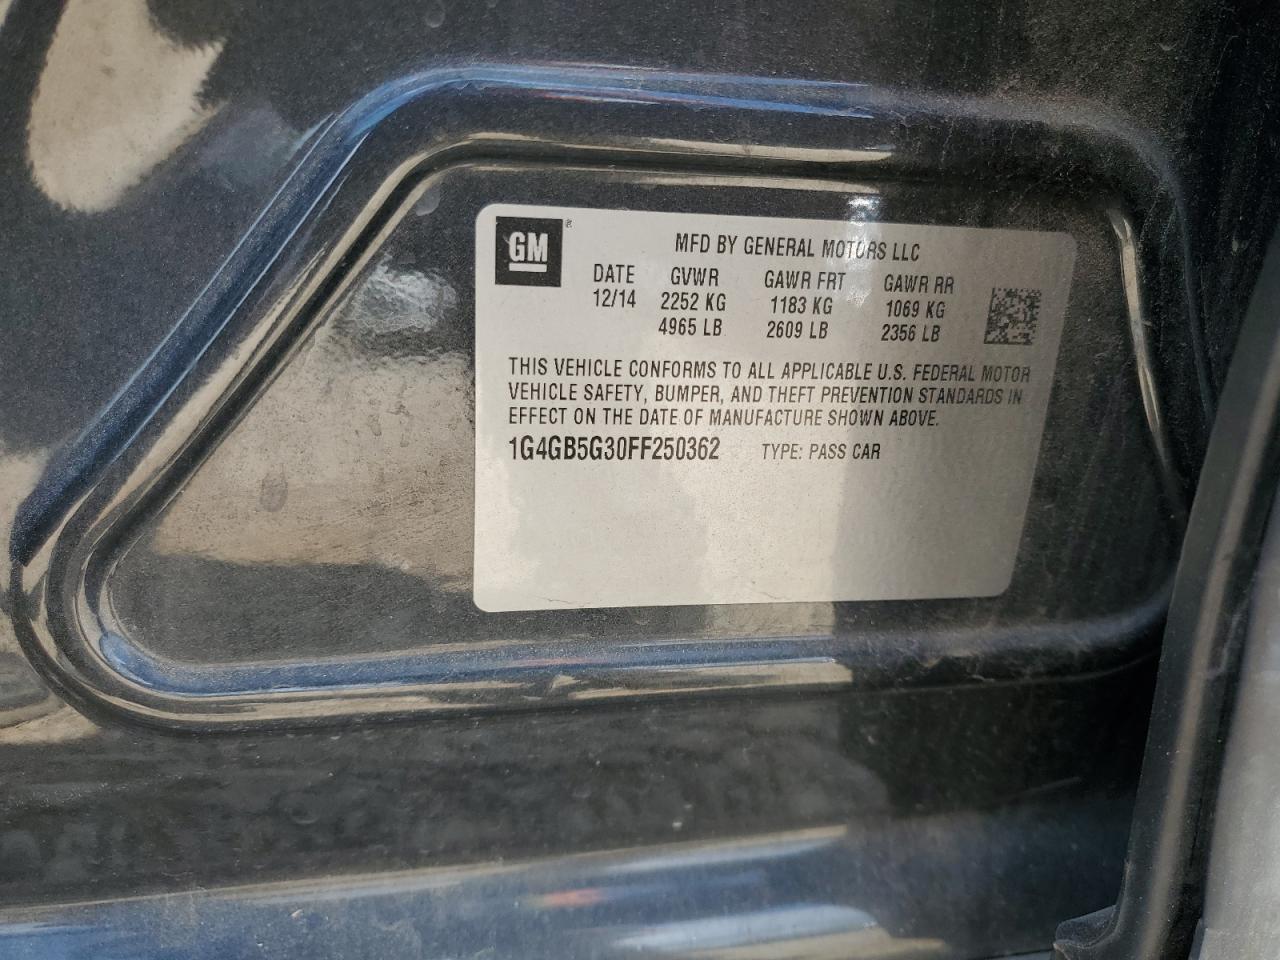 GM ®
MFD BY GENERAL MOTORS LLC
DATE GVWR GAWR FRT GAWR RR
12/14 2252 KG 1183 KG 1069 KG
4965 LB 2609 LB 2356 LB
THIS VEHICLE CONFORMS TO ALL APPLICABLE U.S. FEDERAL MOTOR
VEHICLE SAFETY, BUMPER, AND THEFT PREVENTION STANDARDS IN
EFFECT ON THE DATE OF MANUFACTURE SHOWN ABOVE.
1G4GB5G30FF250362 TYPE: PASS CAR